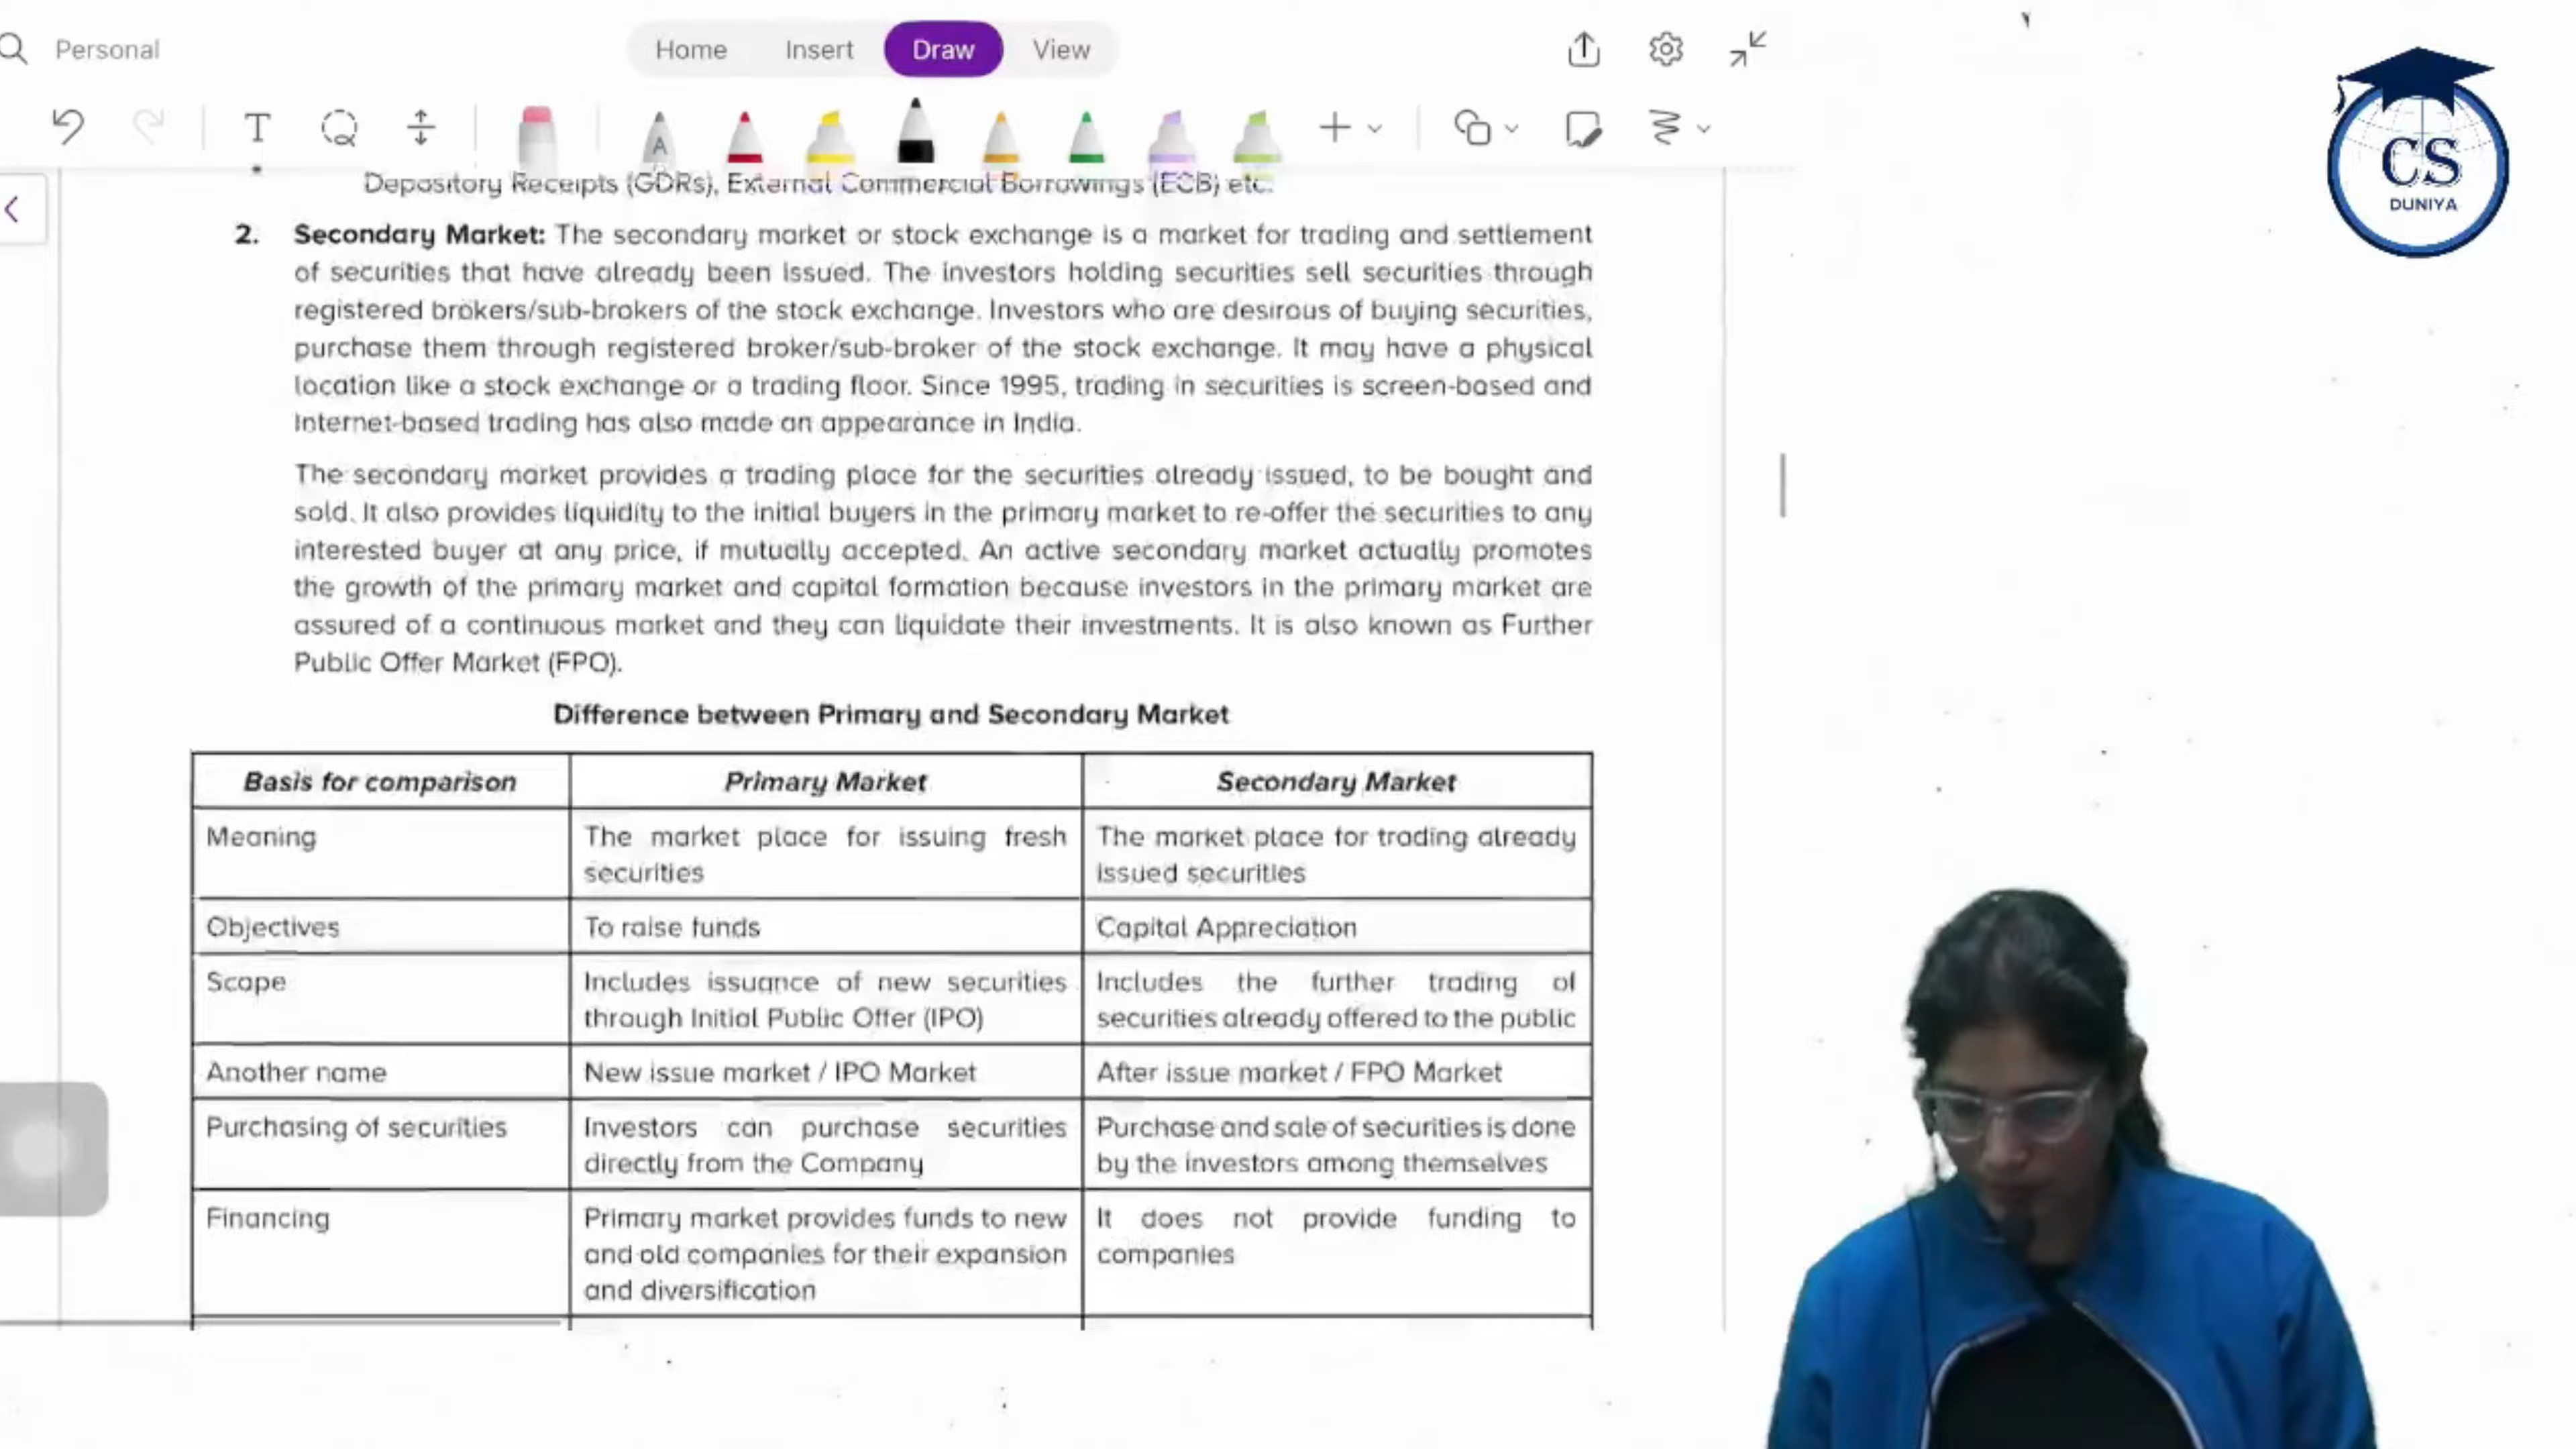 Personal
Home Insert Draw View
T
A
CS
DUNIYA
Depository Receipts (GDRs), External Commercial Borrowings (ECB) etc.
2. Secondary Market: The secondary market or stock exchange is a market for trading and settlement
of securities that have already been issued. The investors holding securities sell securities through
registered brokers/sub-brokers of the stock exchange. Investors who are desirous of buying securities,
purchase them through registered broker/sub-broker of the stock exchange. It may have a physical
location like a stock exchange or a trading floor. Since 1995, trading in securities is screen-based and
Internet-based trading has also made an appearance in India.
The secondary market provides a trading place for the securities already issued, to be bought and
sold. It also provides liquidity to the initial buyers in the primary market to re-offer the securities to any
interested buyer at any price, if mutually accepted. An active secondary market actually promotes
the growth of the primary market and capital formation because investors in the primary market are
assured of a continuous market and they can liquidate their investments. It is also known as Further
Public Offer Market (FPO).
Difference between Primary and Secondary Market
Basis for comparison Primary Market Secondary Market
Meaning The market place for issuing fresh The market place for trading already
securities issued securities
Objectives To raise funds Capital Appreciation
Scope Includes issuance of new securities Includes the further trading of
through Initial Public Offer (IPO) securities already offered to the public
Another name New issue market / IPO Market After issue market / FPO Market
Purchasing of securities Investors can purchase securities Purchase and sale of securities is done
directly from the Company by the investors among themselves
Financing Primary market provides funds to new It does not provide funding to
and old companies for their expansion companies
and diversification